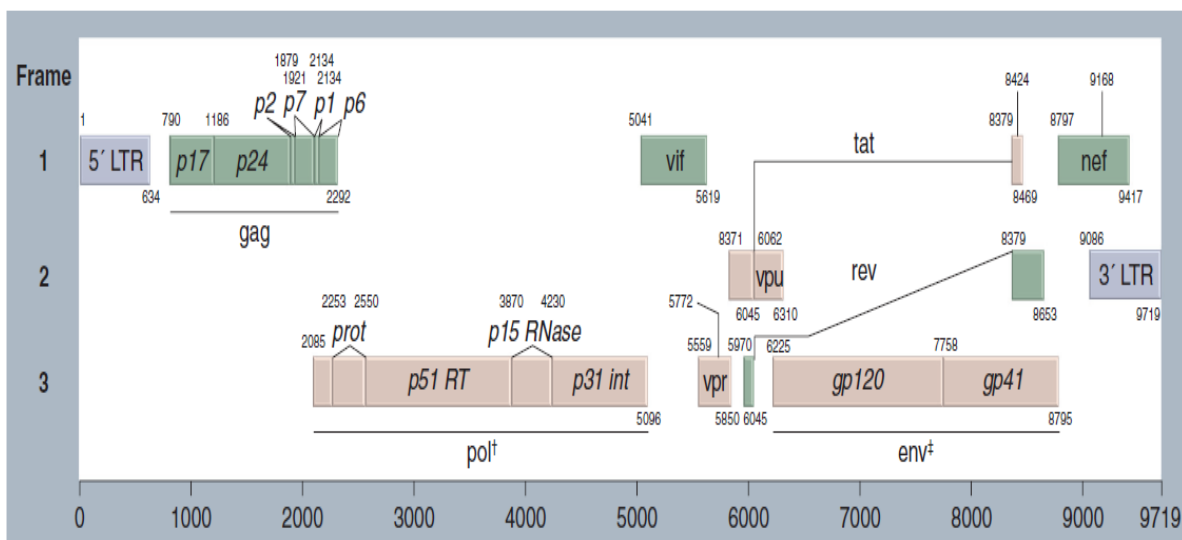 Frame
1879 2134
1921 2134
p2 p7 p1 p6
8424 9168
1 790 1186 5041 8379 8797
1 5´ LTR p17 p24 vif tat nef
634 2292 5619 8469 9417
gag
8371 6062 8379 9086
2 vpu rev 3´ LTR
6045 6310 8653 9719
2253 2550 3870 4230 5772
prot p15 RNase
2085 5559 5970 6225 7758
3 p51 RT p31 int vpr gp120 gp41
5096 5850 6045 8795
pol† env‡
0 1000 2000 3000 4000 5000 6000 7000 8000 9000 9719